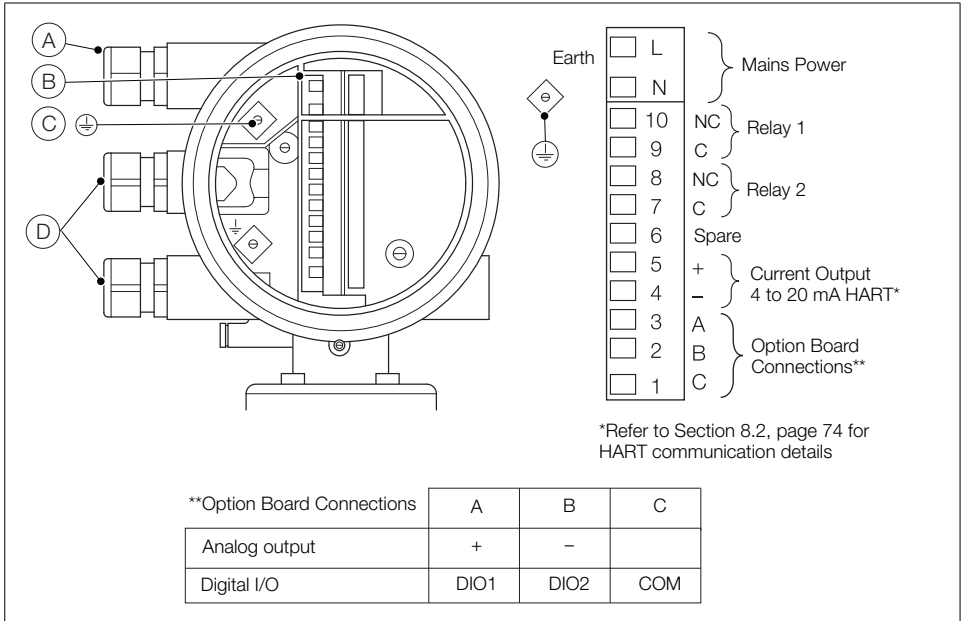 A
B
C
D
Earth
L
N
Mains Power
10 NC
9 C
Relay 1
8 NC
7 C
Relay 2
6 Spare
5 +
4 –
Current Output
4 to 20 mA HART*
3 A
2 B
1 C
Option Board
Connections**
*Refer to Section 8.2, page 74 for
HART communication details
**Option Board Connections A B C
Analog output + –
Digital I/O DIO1 DIO2 COM